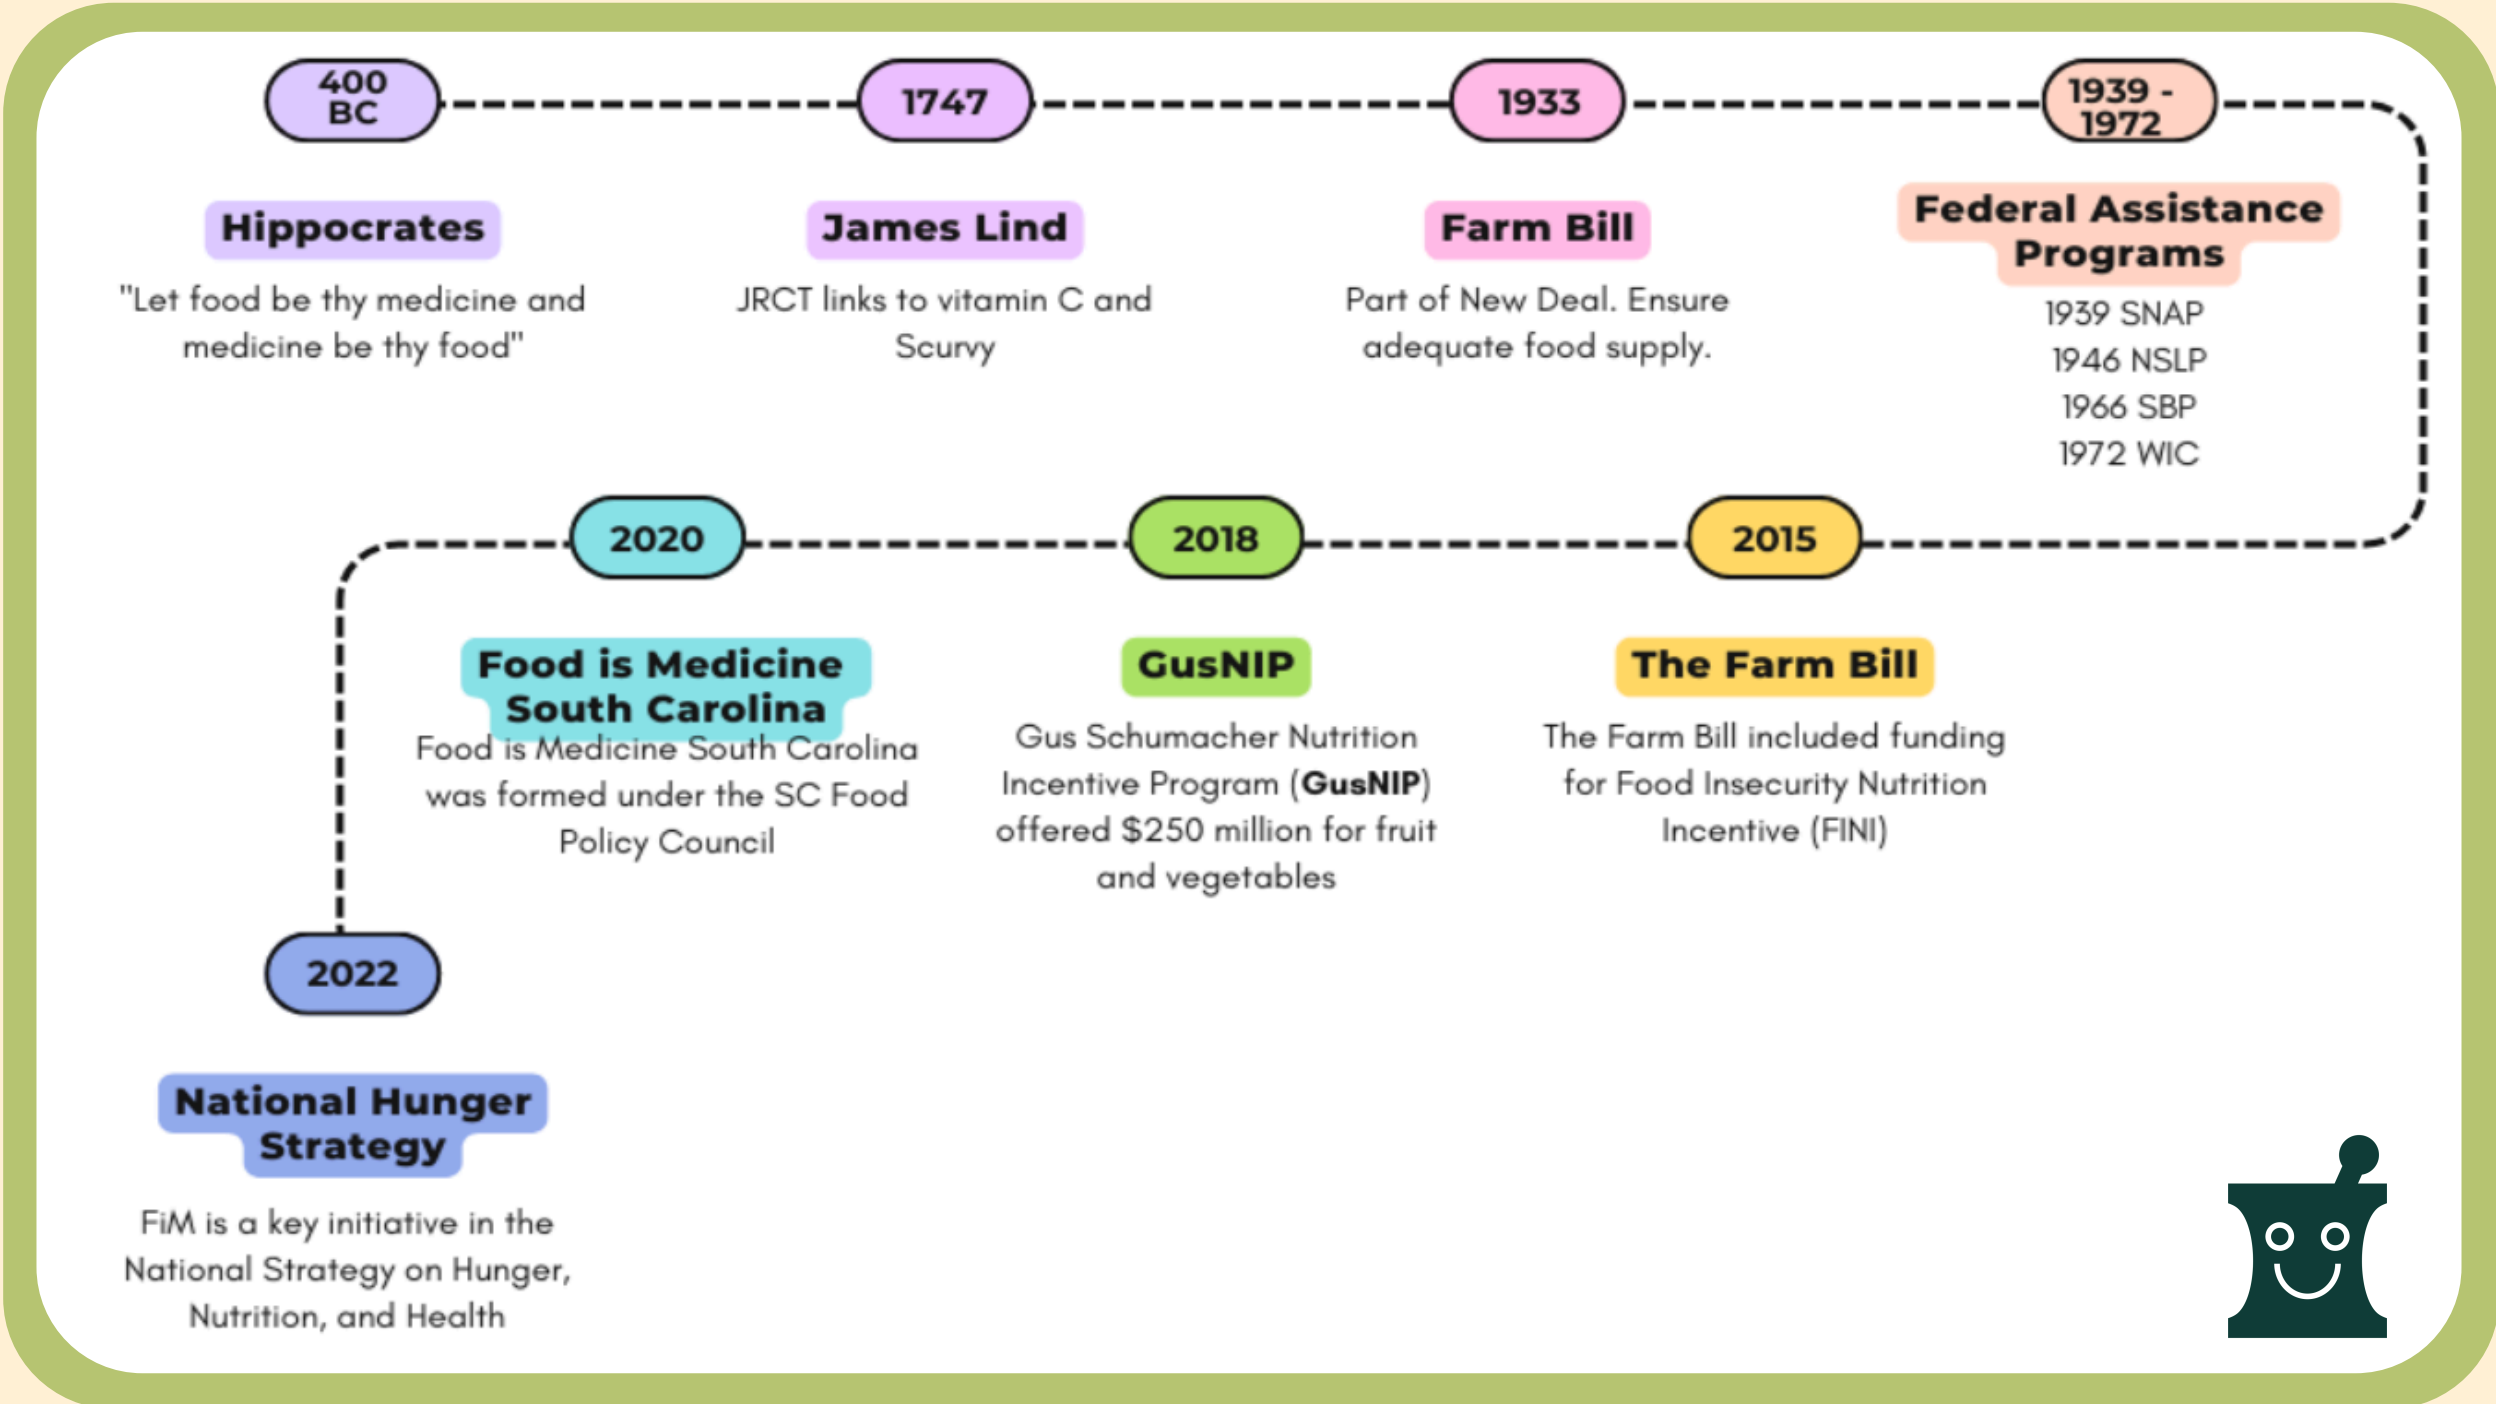 400
BC
Hippocrates
"Let food be thy medicine and
medicine be thy food"
1747
James Lind
JRCT links to vitamin C and
Scurvy
1933
Farm Bill
Part of New Deal. Ensure
adequate food supply.
1939 -
1972
Federal Assistance
Programs
1939 SNAP
1946 NSLP
1966 SBP
1972 WIC
2015
The Farm Bill
The Farm Bill included funding
for Food Insecurity Nutrition
Incentive (FINI)
2018
GusNIP
Gus Schumacher Nutrition
Incentive Program (GusNIP)
offered $250 million for fruit
and vegetables
2020
Food is Medicine
South Carolina
Food is Medicine South Carolina
was formed under the SC Food
Policy Council
2022
National Hunger
Strategy
FiM is a key initiative in the
National Strategy on Hunger,
Nutrition, and Health